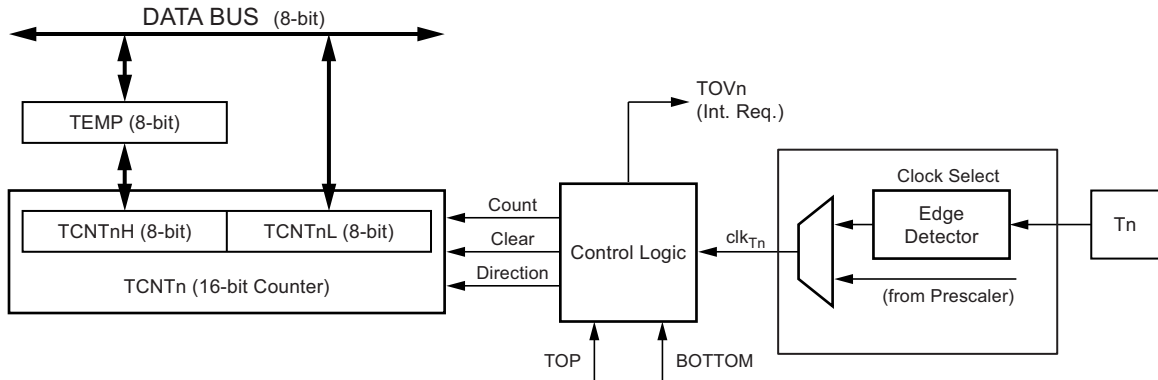 DATA BUS (8-bit)
TOVn
(Int. Req.)
TEMP (8-bit)
Clock Select
Count
TCNTnH (8-bit)
TCNTnL (8-bit)
Edge
Detector
Tn
Clear
Control Logic
clkTn
Direction
TCNTn (16-bit Counter)
(from Prescaler)
TOP
BOTTOM